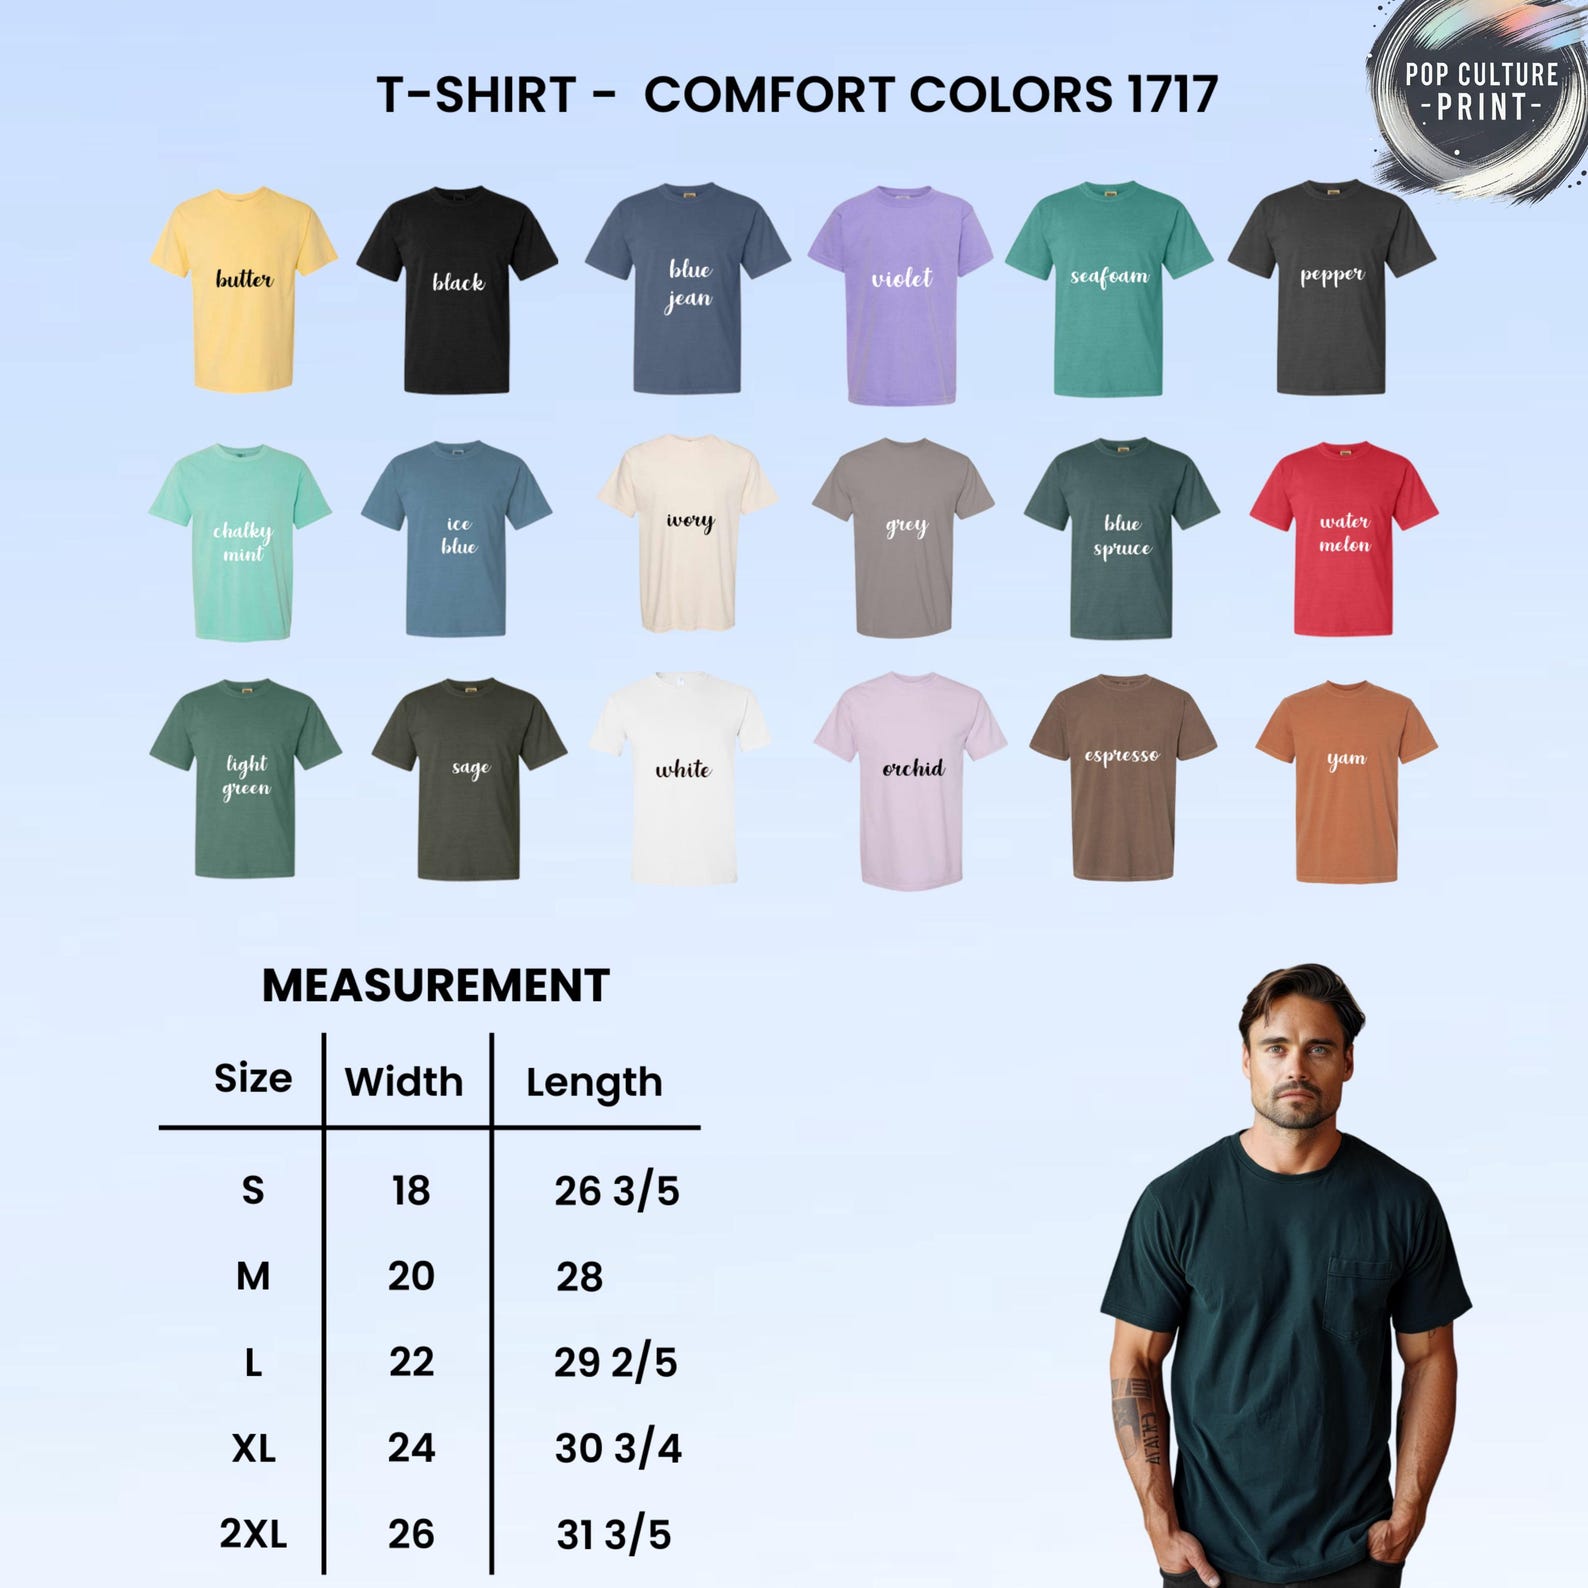 POP CULTURE
-PRINT-
T-SHIRT - COMFORT COLORS 1717
butter
black
blue
jean
violet
seafoam
pepper
chalky
mint
ice
blue
ivory
grey
blue
spruce
water
melon
light
green
sage
white
orchid
espresso
yam
MEASUREMENT
Size Width Length
S 18 26 3/5
M 20 28
L 22 29 2/5
XL 24 30 3/4
2XL 26 31 3/5